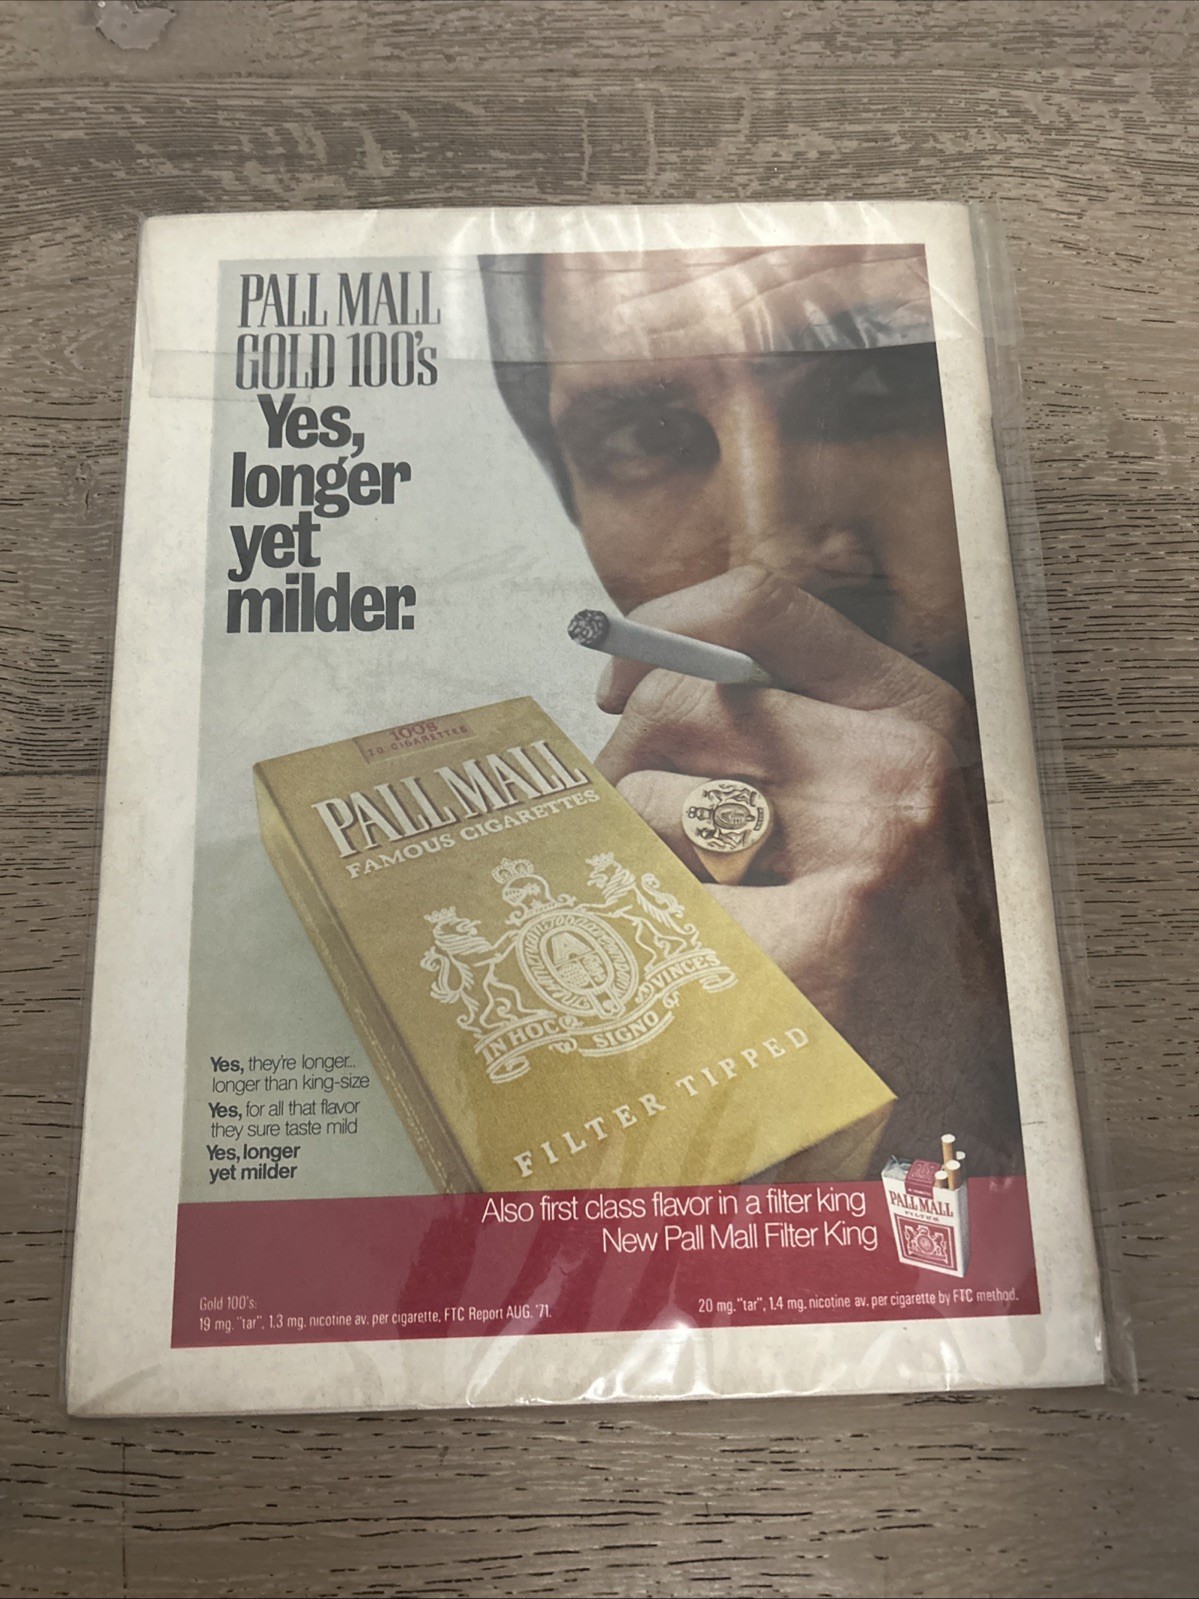 PALL MALL
GOLD 100's
Yes,
longer
yet
milder.
100's
20 CIGARETTES
PALL MALL
FAMOUS CIGARETTES
IN HOC SIGNO VINCES
FILTER TIPPED
Yes, they're longer...
longer than king-size
Yes, for all that flavor
they sure taste mild
Yes, longer
yet milder
Also first class flavor in a filter king
New Pall Mall Filter King
PALL MALL
FILTER
Gold 100's:
19 mg. "tar", 1.3 mg. nicotine av. per cigarette, FTC Report AUG. '71.
20 mg. "tar", 1.4 mg. nicotine av. per cigarette by FTC method.